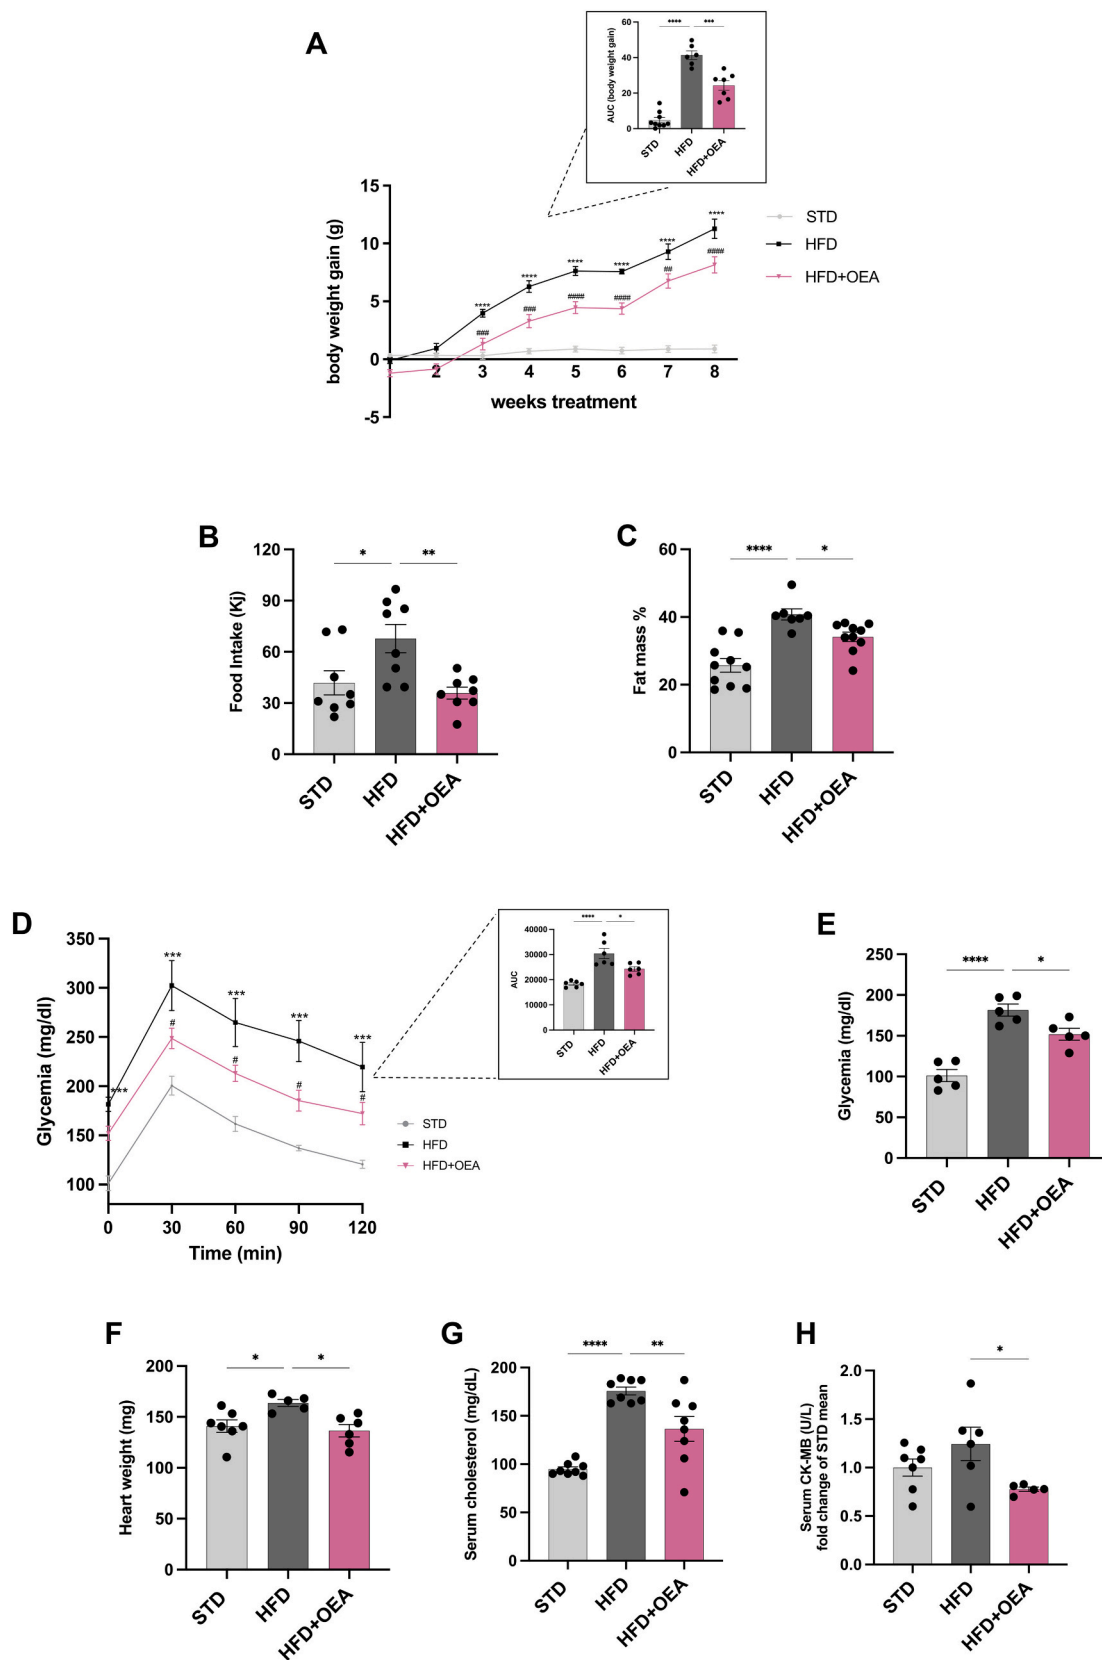 A
AUC (body weight gain)
60
40
20
0
**** ***
STD HFD HFD+OEA
body weight gain (g)
15
10
5
0
-5
**** **** **** **** **** ****
### ### #### #### ## ####
2 3 4 5 6 7 8
weeks treatment
STD
HFD
HFD+OEA
B
Food Intake (Kj)
120
90
60
30
0
* **
STD HFD HFD+OEA
C
Fat mass %
60
40
20
0
**** *
STD HFD HFD+OEA
D
Glycemia (mg/dl)
350
300
250
200
150
100
*** *** *** *** ***
# # # #
0 30 60 90 120
Time (min)
STD
HFD
HFD+OEA
AUC
40000
30000
20000
10000
0
**** *
STD HFD HFD+OEA
E
Glycemia (mg/dl)
250
200
150
100
50
0
**** *
STD HFD HFD+OEA
F
Heart weight (mg)
200
150
100
50
0
* *
STD HFD HFD+OEA
G
Serum cholesterol (mg/dL)
200
150
100
50
0
**** **
STD HFD HFD+OEA
H
Serum CK-MB (U/L)
fold change of STD mean
2.0
1.5
1.0
0.5
0.0
*
STD HFD HFD+OEA